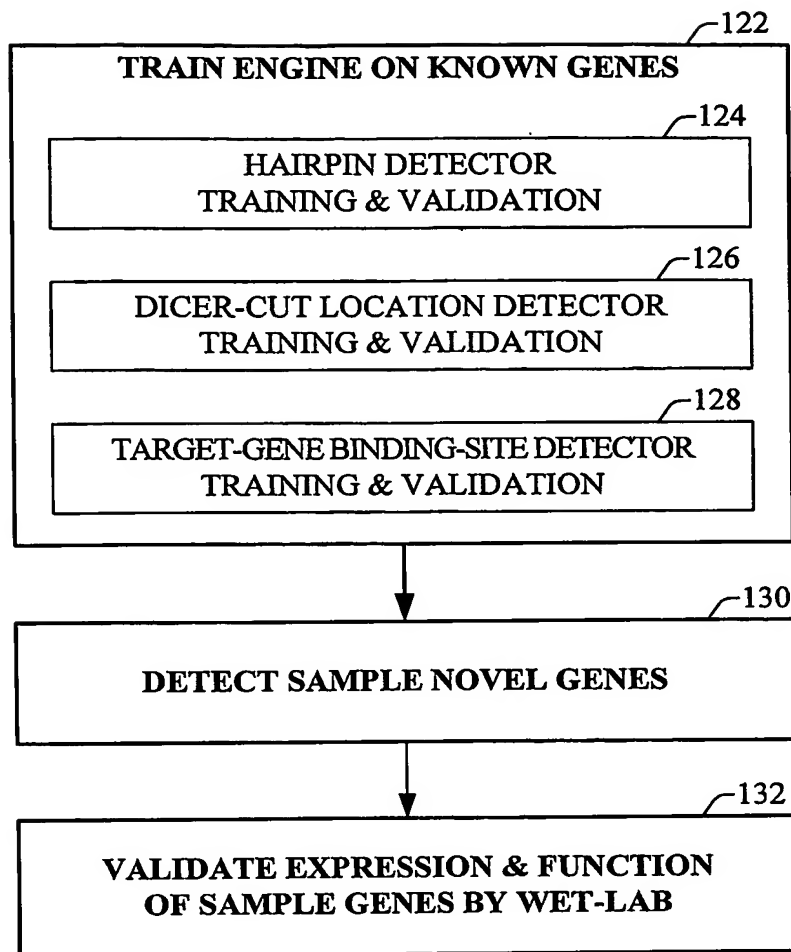 122
TRAIN ENGINE ON KNOWN GENES
124
HAIRPIN DETECTOR
TRAINING & VALIDATION
126
DICER-CUT LOCATION DETECTOR
TRAINING & VALIDATION
128
TARGET-GENE BINDING-SITE DETECTOR
TRAINING & VALIDATION
130
DETECT SAMPLE NOVEL GENES
132
VALIDATE EXPRESSION & FUNCTION
OF SAMPLE GENES BY WET-LAB